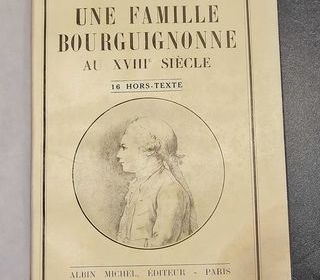 UNE FAMILLE
BOURGUIGNONNE
AU XVIIIᵉ SIÈCLE
16 HORS-TEXTE
ALBIN MICHEL, ÉDITEUR - PARIS